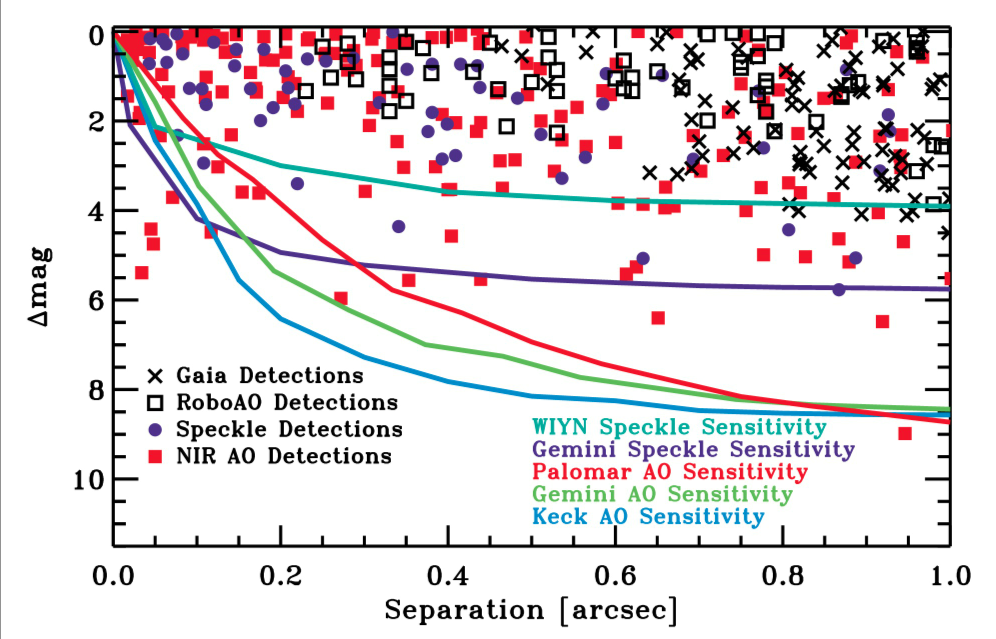 0
2
4
6
8
10
Δmag
× Gaia Detections
□ RoboAO Detections
● Speckle Detections
■ NIR AO Detections
WIYN Speckle Sensitivity
Gemini Speckle Sensitivity
Palomar AO Sensitivity
Gemini AO Sensitivity
Keck AO Sensitivity
0.0 0.2 0.4 0.6 0.8 1.0
Separation [arcsec]